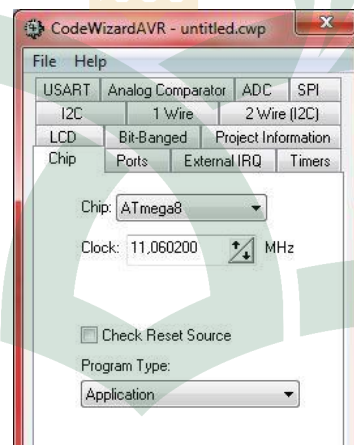 CodeWizardAVR - untitled.cwp
File Help
USART Analog Comparator ADC SPI
I2C 1 Wire 2 Wire (I2C)
LCD Bit-Banged Project Information
Chip Ports External IRQ Timers
Chip: ATmega8
Clock: 11,060200 MHz
Check Reset Source
Program Type:
Application